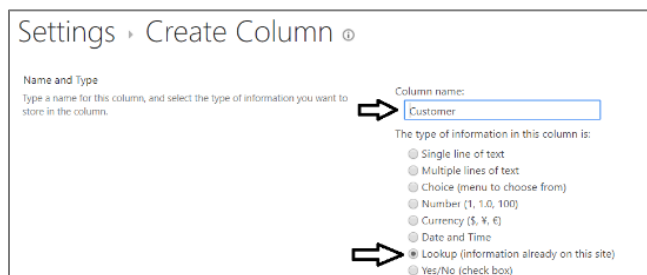 Settings › Create Column
Name and Type
Type a name for this column, and select the type of information you want to
store in the column.
Column name:
Customer
The type of information in this column is:
Single line of text
Multiple lines of text
Choice (menu to choose from)
Number (1, 1.0, 100)
Currency ($, ¥, €)
Date and Time
Lookup (information already on this site)
Yes/No (check box)